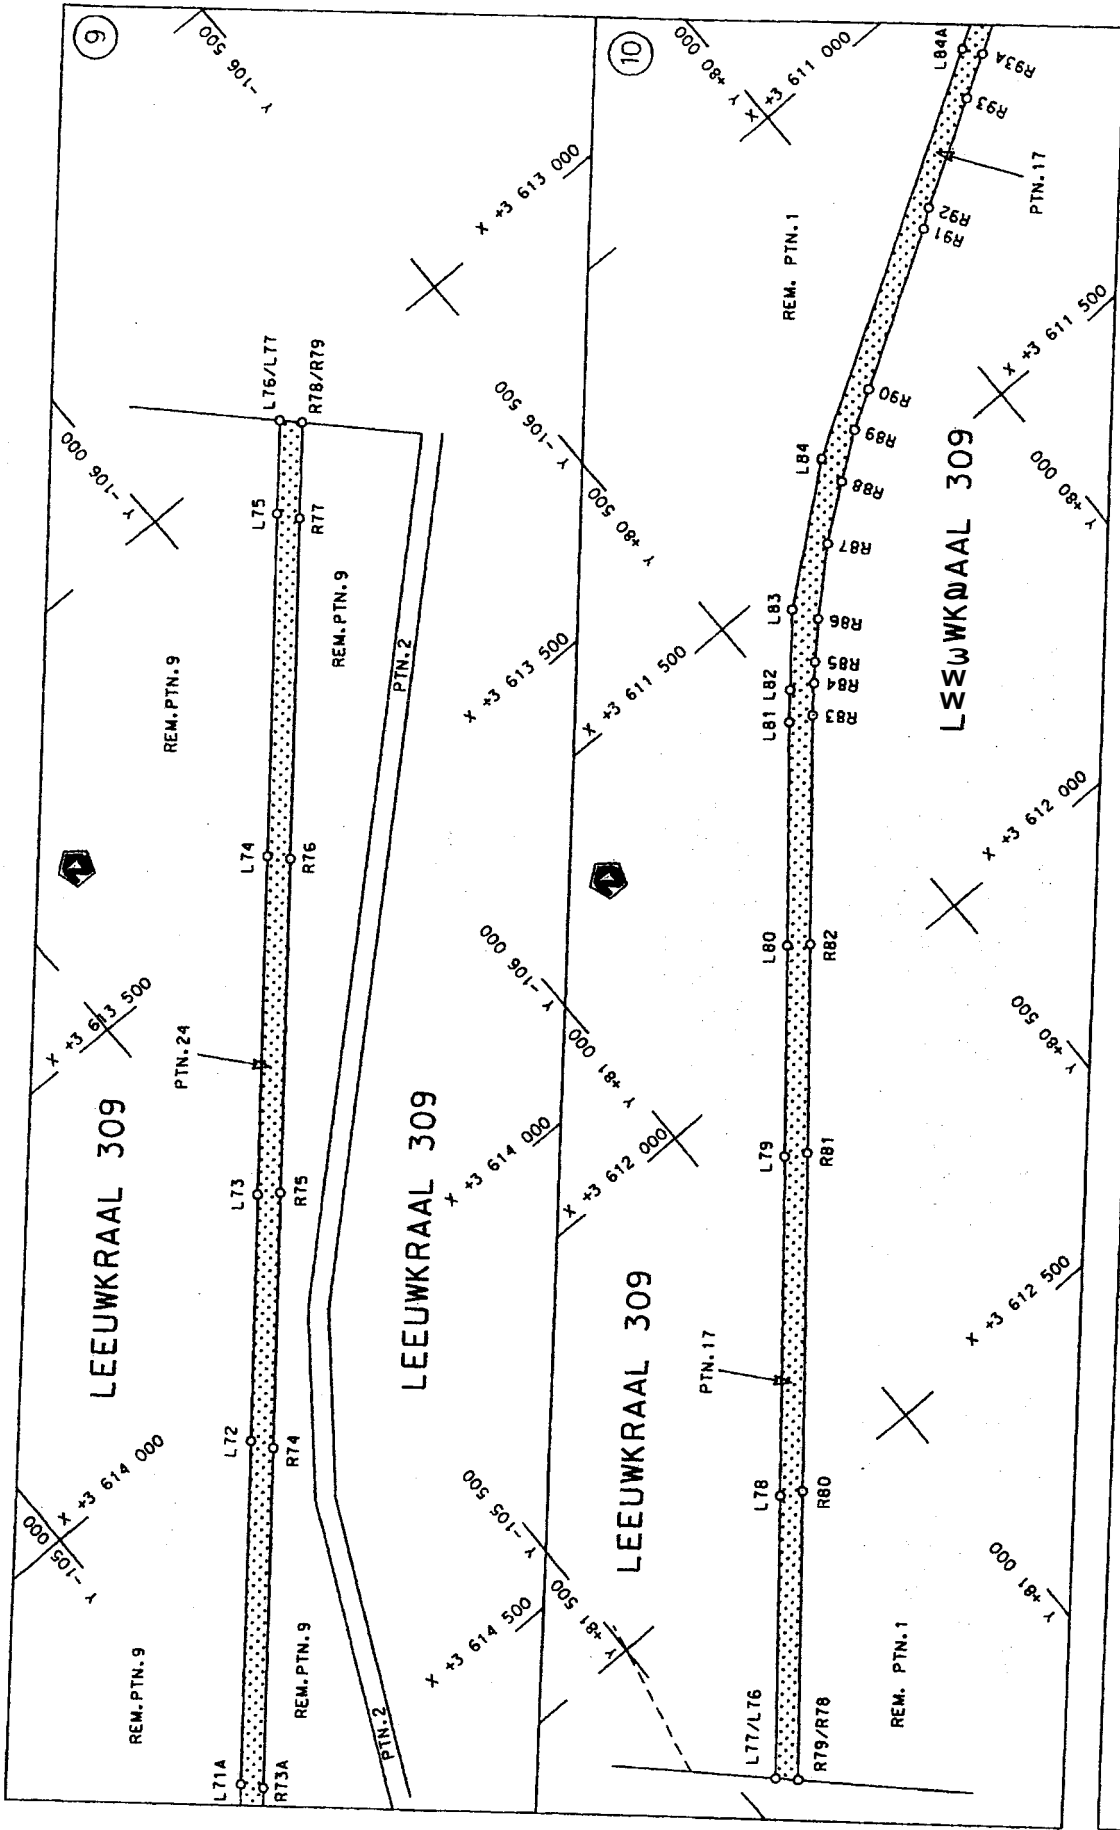 9
Y -106 500
X +3 613 000
Y -106 000
L76/L77
R78/R79
L75
R77
REM.PTN.9
REM.PTN.9
PTN.2
X +3 613 500
L74
R76
X +3 613 500
PTN.24
LEEUWKRAAL 309
L73
R75
LEEUWKRAAL 309
X +3 614 000
L72
R74
X +3 614 000
Y -105 000
REM.PTN.9
REM.PTN.9
X +3 614 500
L71A
R73A
PTN.2
Y -106 500
Y -106 000
Y -105 500
10
Y +80 000
X +3 611 000
L84A
R93A
R93
PTN.17
R92
R91
REM. PTN.1
X +3 611 500
R90
R89
L84
R88
R87
LEEUWKRAAL 309
Y +80 000
Y +80 500
L83
R86
R85
L82
R84
L81
R83
X +3 611 500
X +3 612 000
L80
R82
Y +80 500
Y +81 000
X +3 612 000
L79
R81
X +3 612 500
LEEUWKRAAL 309
PTN.17
L78
R80
Y +81 000
Y +81 500
REM. PTN.1
L77/L76
R79/R78